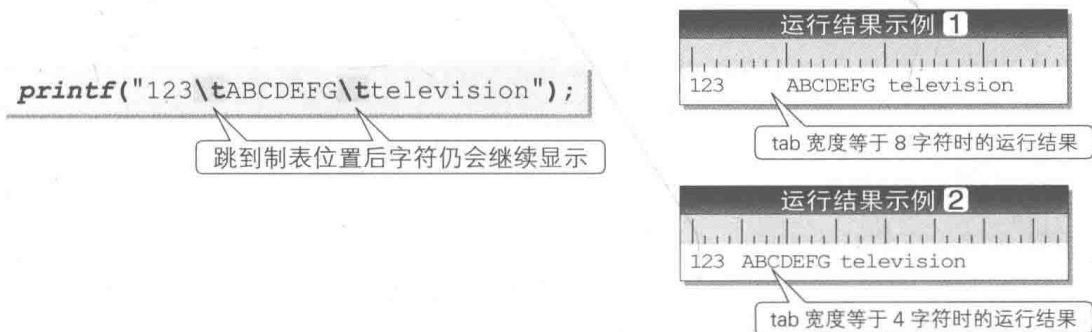 printf("123\tABCDEFG\ttelevision");
跳到制表位置后字符仍会继续显示
运行结果示例 1
123     ABCDEFG television
tab 宽度等于 8 字符时的运行结果
运行结果示例 2
123 ABCDEFG television
tab 宽度等于 4 字符时的运行结果